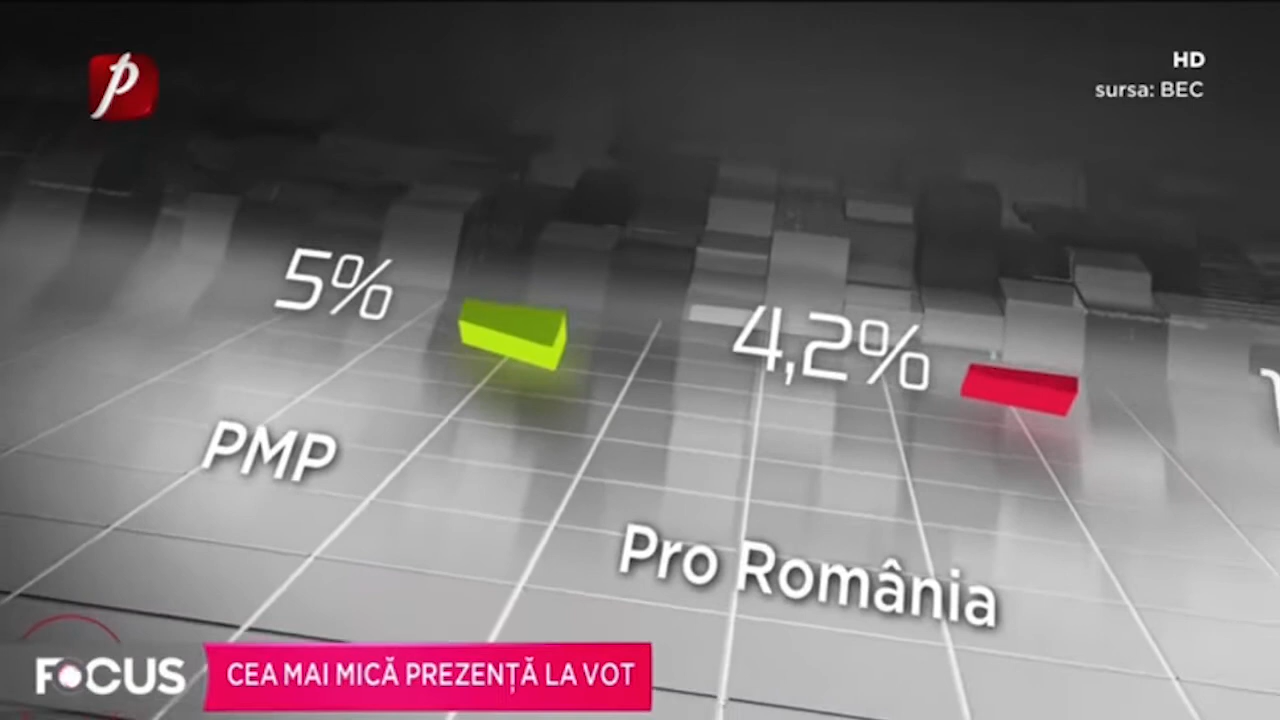 HD
sursa: BEC
5%
4,2%
PMP
Pro România
FOCUS
CEA MAI MICĂ PREZENȚĂ LA VOT